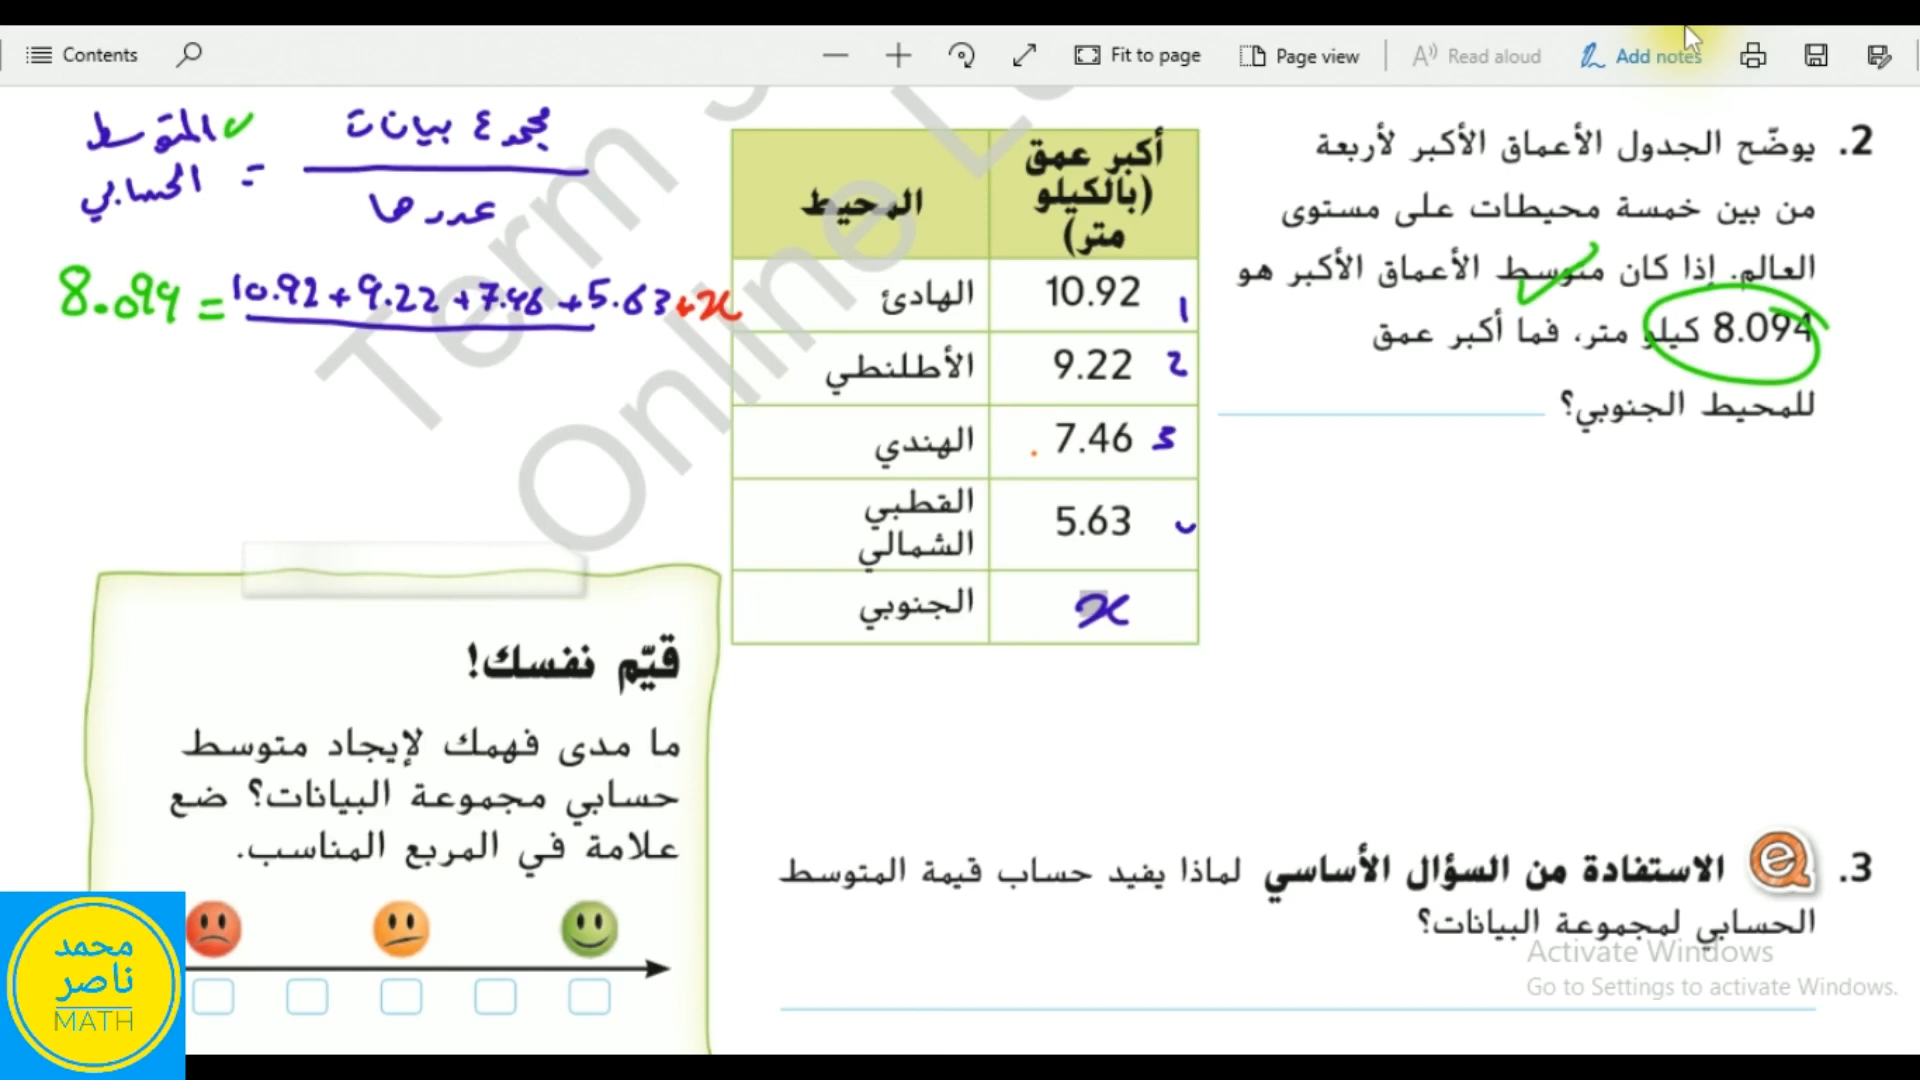 Contents
Fit to page
Page view
Read aloud
Add notes
2. يوضّح الجدول الأعماق الأكبر لأربعة
من بين خمسة محيطات على مستوى
العالم. إذا كان متوسط الأعماق الأكبر هو
8.094 كيلو متر، فما أكبر عمق
للمحيط الجنوبي؟
المحيط أكبر عمق (بالكيلو متر)
الهادئ 10.92 1
الأطلنطي 9.22 2
الهندي 7.46 3
القطبي الشمالي 5.63
الجنوبي x
المتوسط الحسابي = مجموع بيانات
عددها
8.094 = 10.92 + 9.22 + 7.46 + 5.63 + x
Term
Online
قيّم نفسك!
ما مدى فهمك لإيجاد متوسط
حسابي مجموعة البيانات؟ ضع
علامة في المربع المناسب.
3. الاستفادة من السؤال الأساسي لماذا يفيد حساب قيمة المتوسط
الحسابي لمجموعة البيانات؟
Activate Windows
Go to Settings to activate Windows.
محمد
ناصر
MATH